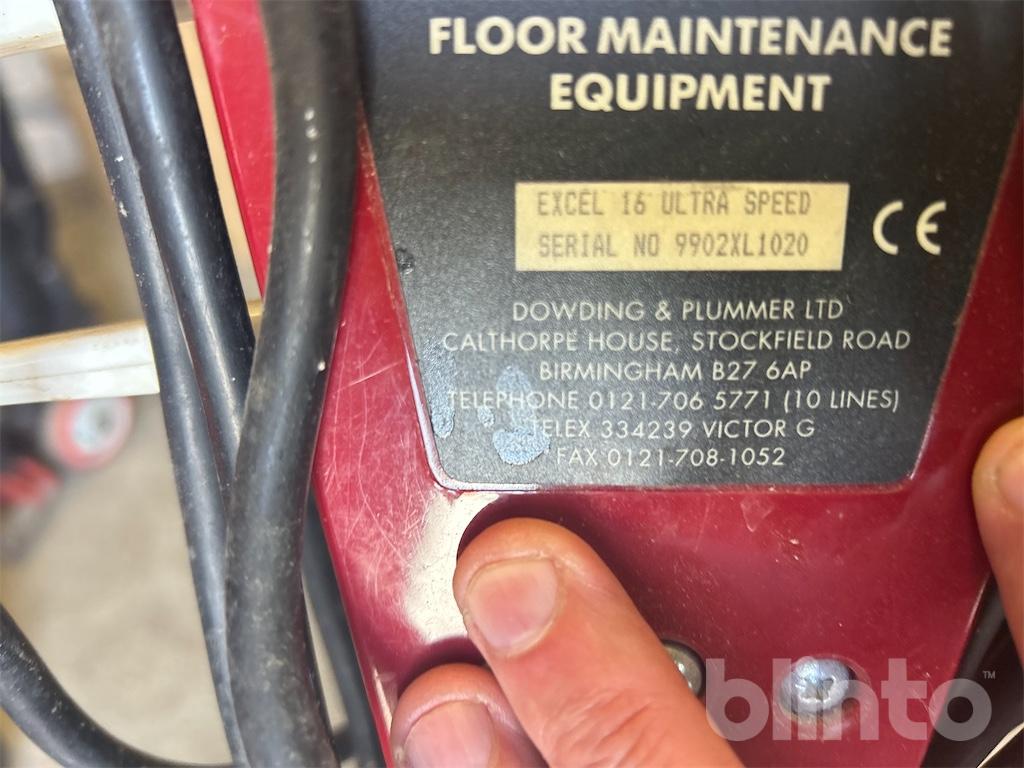 FLOOR MAINTENANCE
EQUIPMENT
EXCEL 16 ULTRA SPEED
SERIAL NO 9902XL1020
CE
DOWDING & PLUMMER LTD
CALTHORPE HOUSE, STOCKFIELD ROAD
BIRMINGHAM B27 6AP
TELEPHONE 0121-706 5771 (10 LINES)
TELEX 334239 VICTOR G
FAX 0121-708-1052
blinto™